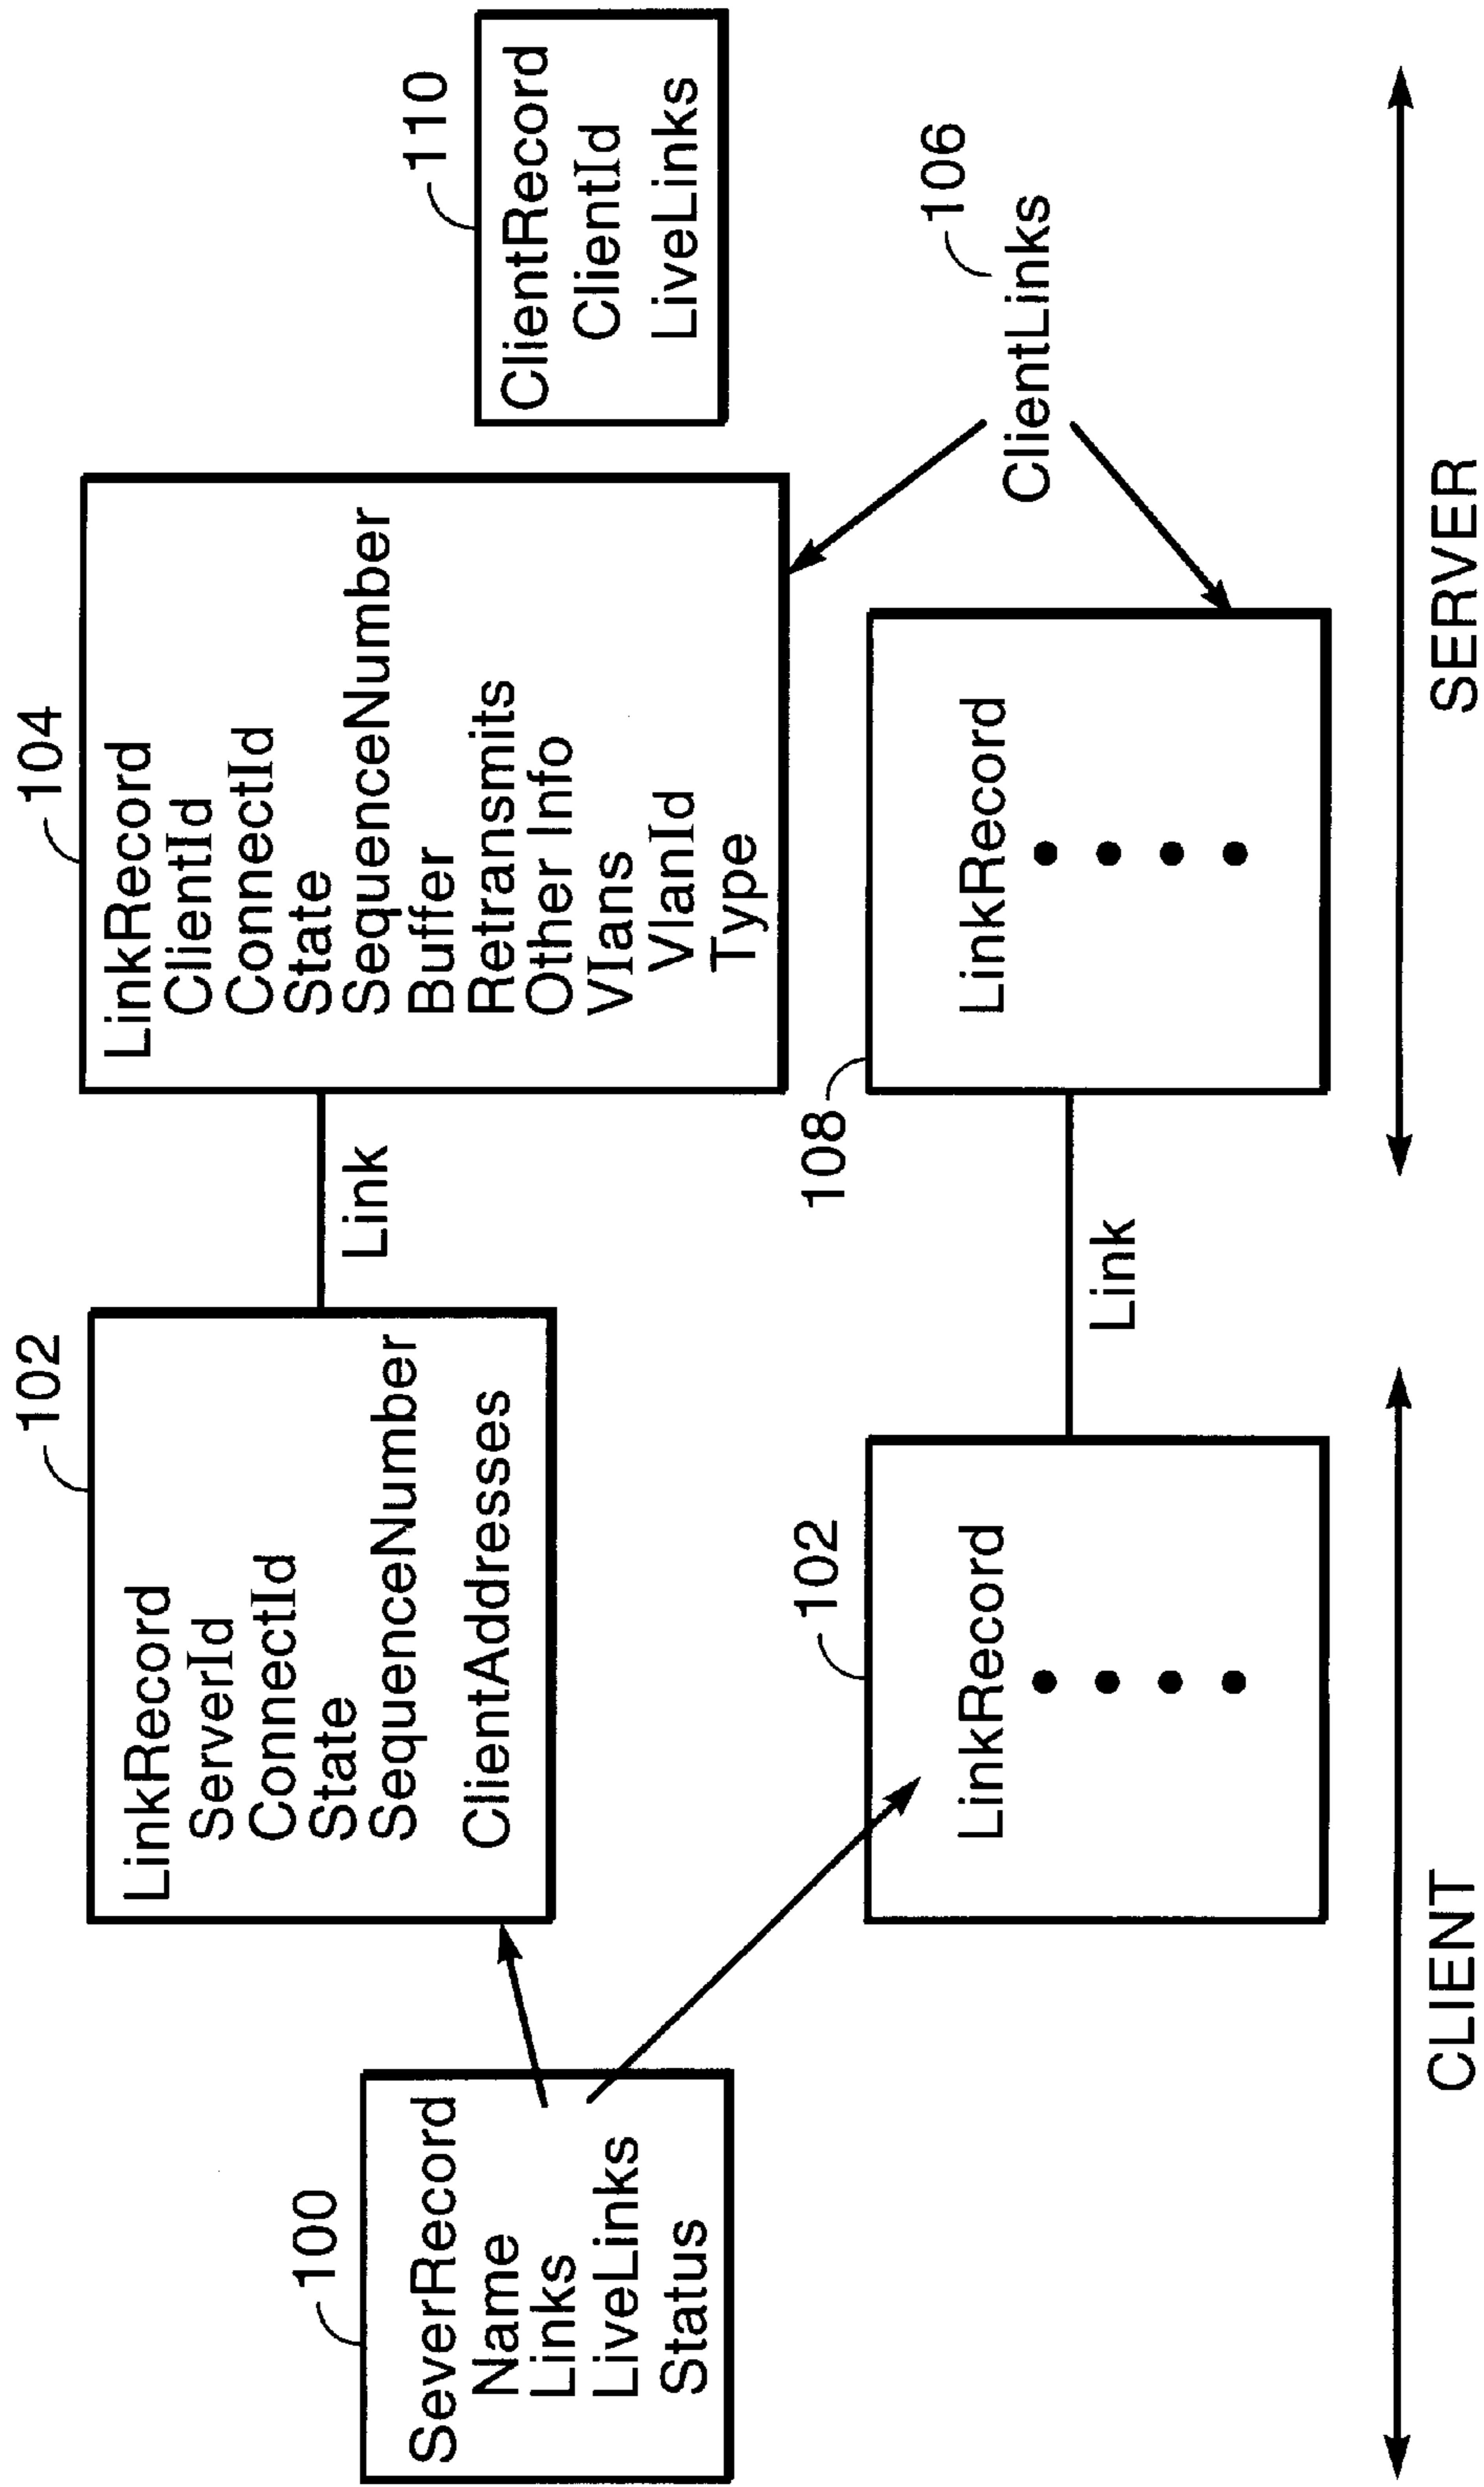 100
SeverRecord
Name
Links
LiveLinks
Status
102
LinkRecord
ServerId
ConnectId
State
SequenceNumber
ClientAddresses
Link
104
LinkRecord
ClientId
ConnectId
State
SequenceNumber
Buffer
Retransmits
Other Info
Vlans
VlanId
Type
110
ClientRecord
ClientId
LiveLinks
102
LinkRecord
Link
108
LinkRecord
106
ClientLinks
CLIENT
SERVER